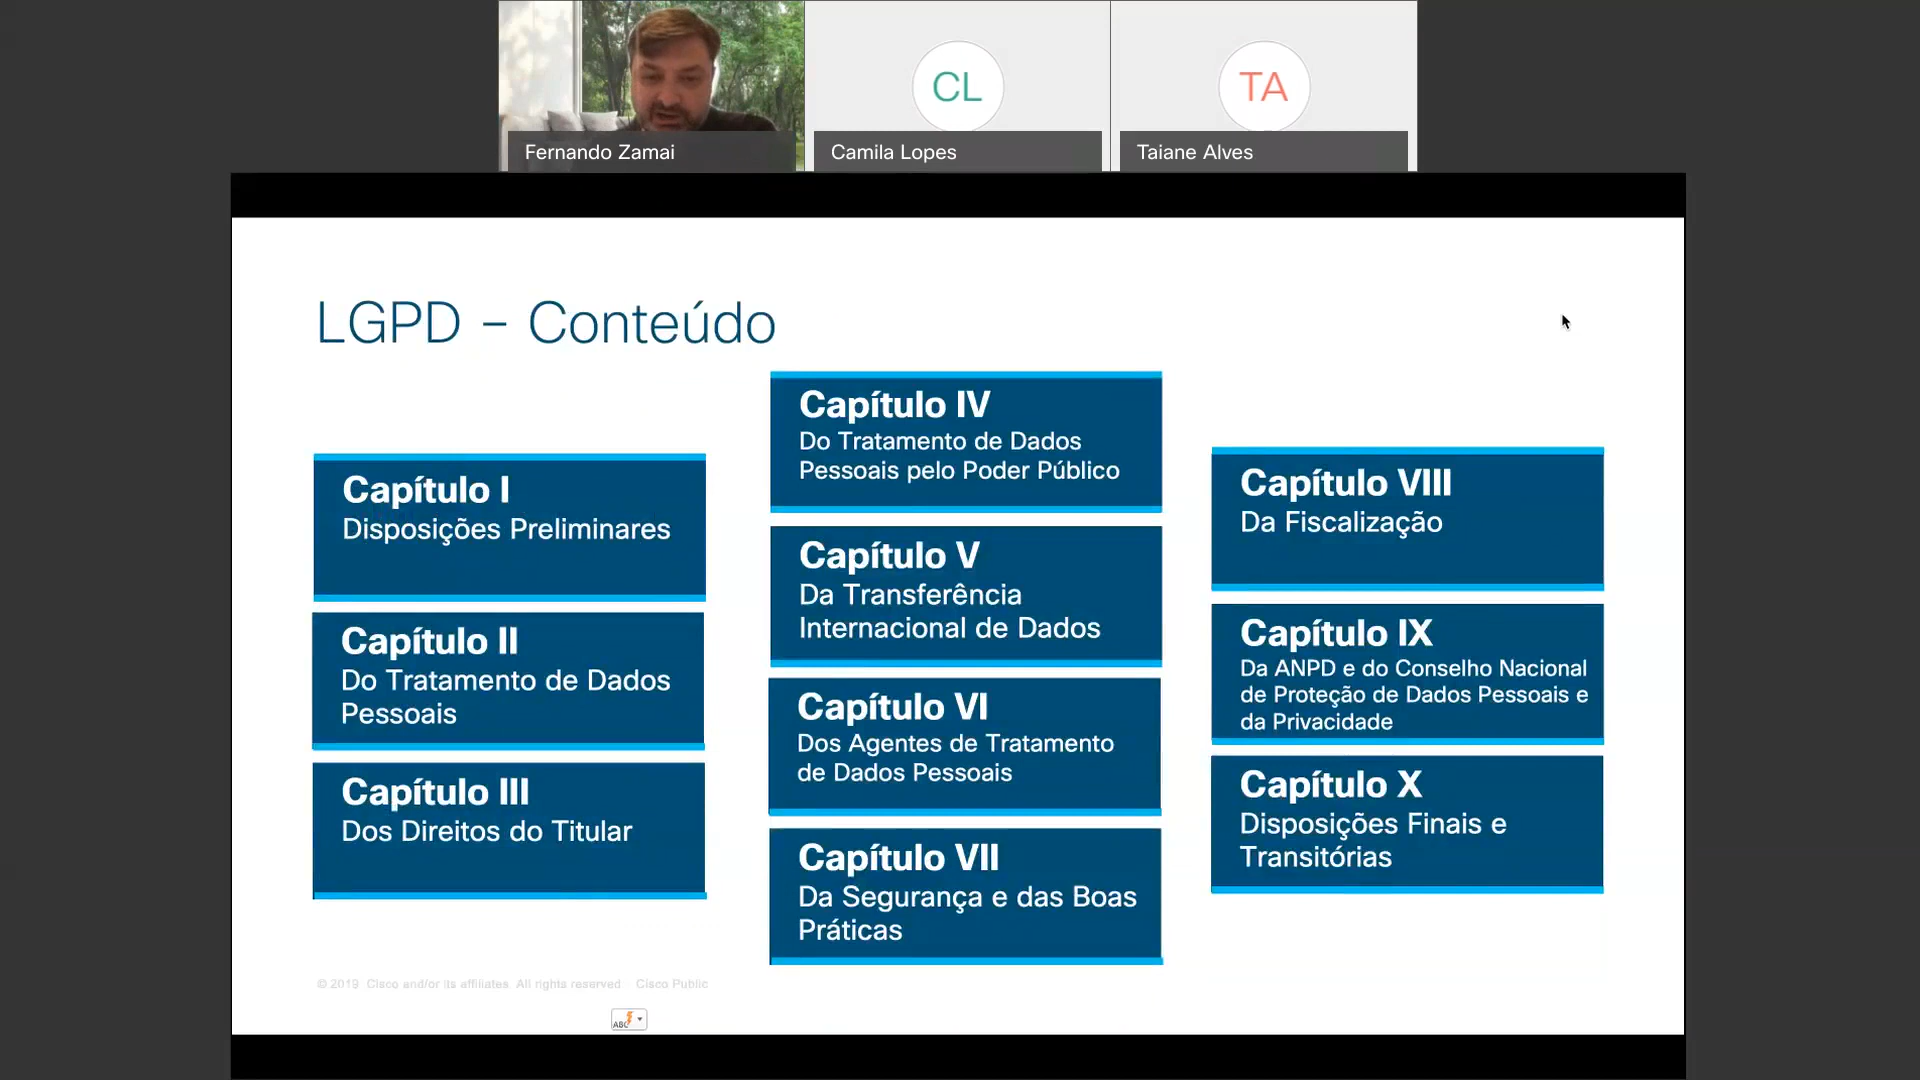 CL
TA
Fernando Zamai
Camila Lopes
Taiane Alves
LGPD – Conteúdo
Capítulo I
Disposições Preliminares
Capítulo II
Do Tratamento de Dados
Pessoais
Capítulo III
Dos Direitos do Titular
Capítulo IV
Do Tratamento de Dados
Pessoais pelo Poder Público
Capítulo V
Da Transferência
Internacional de Dados
Capítulo VI
Dos Agentes de Tratamento
de Dados Pessoais
Capítulo VII
Da Segurança e das Boas
Práticas
Capítulo VIII
Da Fiscalização
Capítulo IX
Da ANPD e do Conselho Nacional
de Proteção de Dados Pessoais e
da Privacidade
Capítulo X
Disposições Finais e
Transitórias
© 2019 Cisco and/or its affiliates. All rights reserved. Cisco Public
ABC